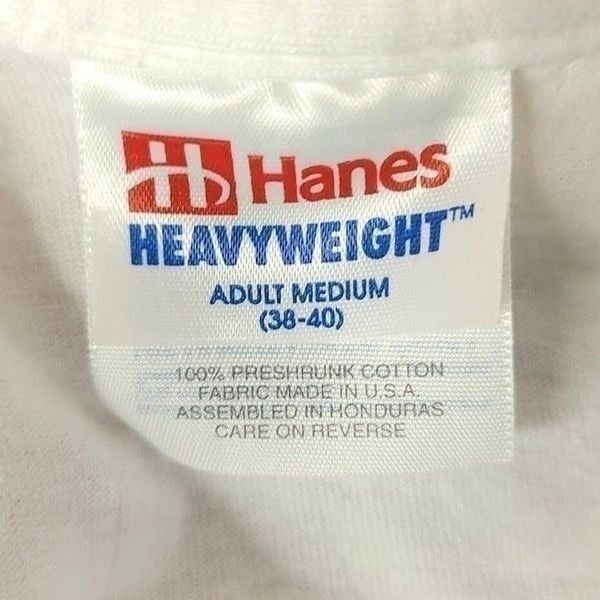 Hanes
HEAVYWEIGHT™
ADULT MEDIUM
(38-40)
100% PRESHRUNK COTTON
FABRIC MADE IN U.S.A
ASSEMBLED IN HONDURAS
CARE ON REVERSE